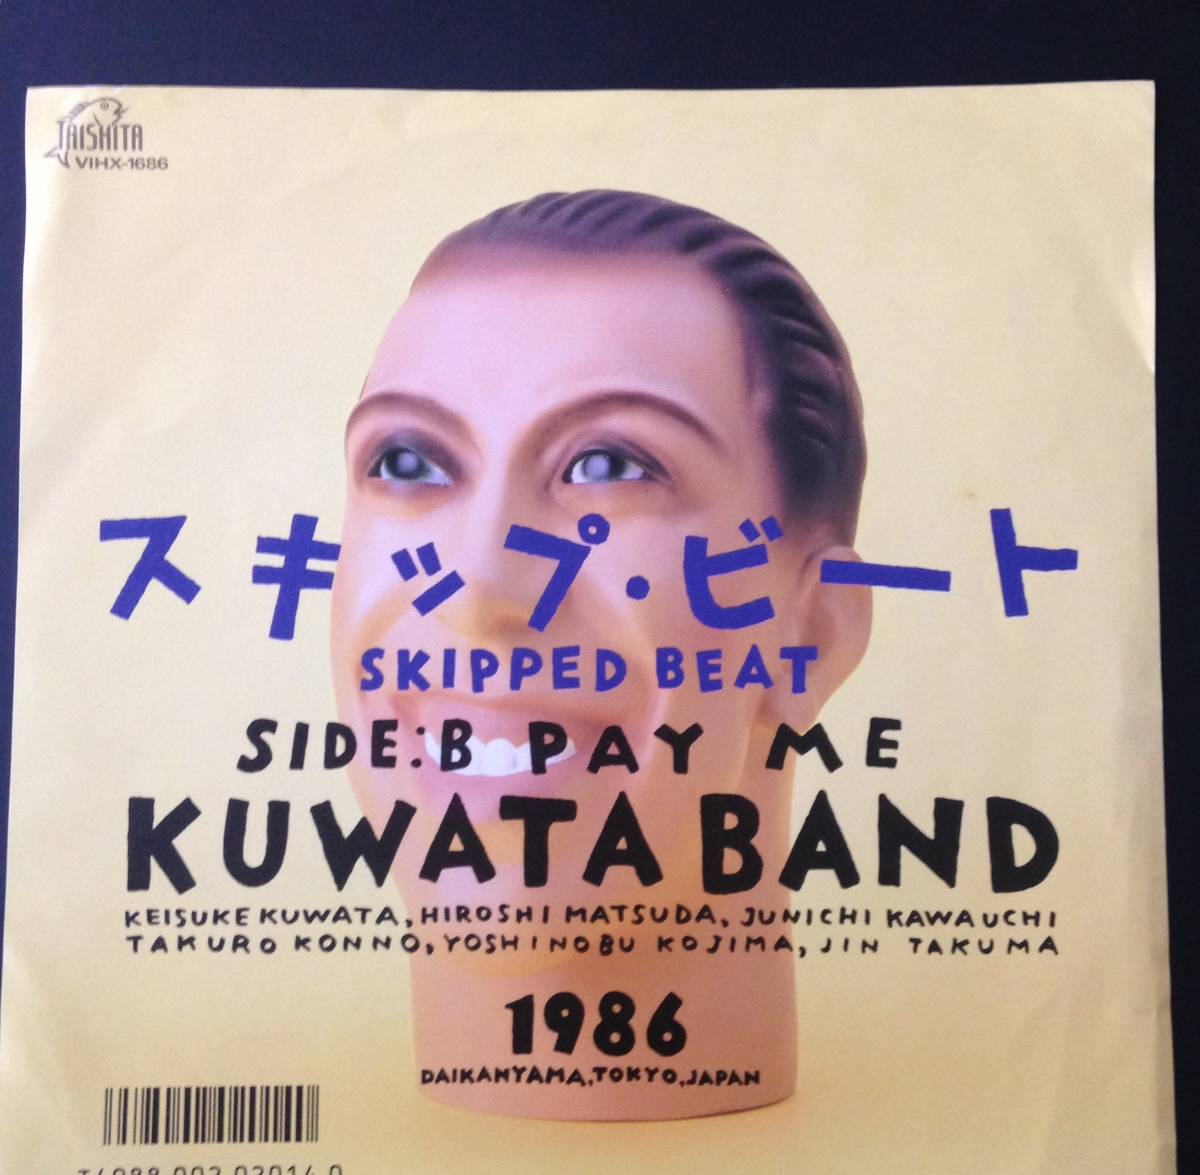 TAISHITA
VIHX-1686
スキップ・ビート
SKIPPED BEAT
SIDE:B PAY ME
KUWATA BAND
KEISUKE KUWATA, HIROSHI MATSUDA, JUNICHI KAWAUCHI
TAKURO KONNO, YOSHINOBU KOJIMA, JIN TAKUMA
1986
DAIKANYAMA, TOKYO, JAPAN